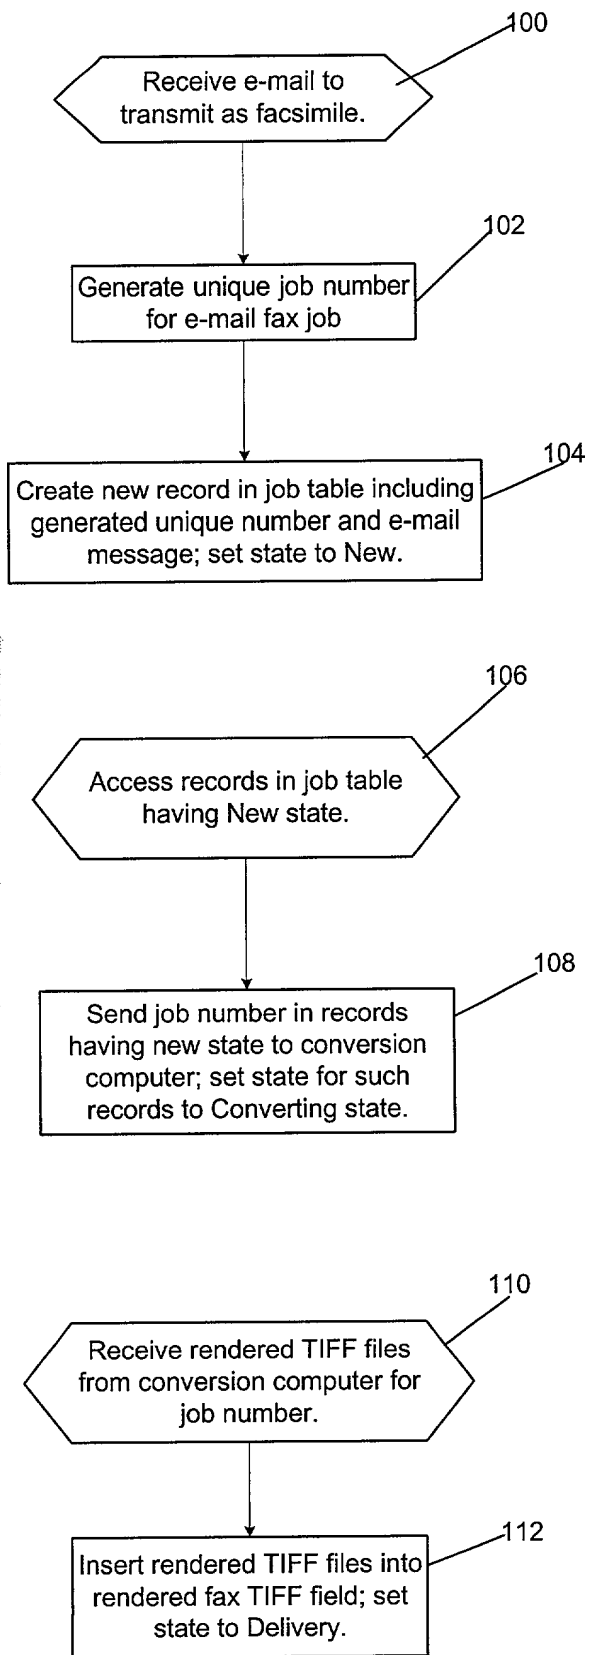 100
Receive e-mail to
transmit as facsimile.
102
Generate unique job number
for e-mail fax job
104
Create new record in job table including
generated unique number and e-mail
message; set state to New.
106
Access records in job table
having New state.
108
Send job number in records
having new state to conversion
computer; set state for such
records to Converting state.
110
Receive rendered TIFF files
from conversion computer for
job number.
112
Insert rendered TIFF files into
rendered fax TIFF field; set
state to Delivery.